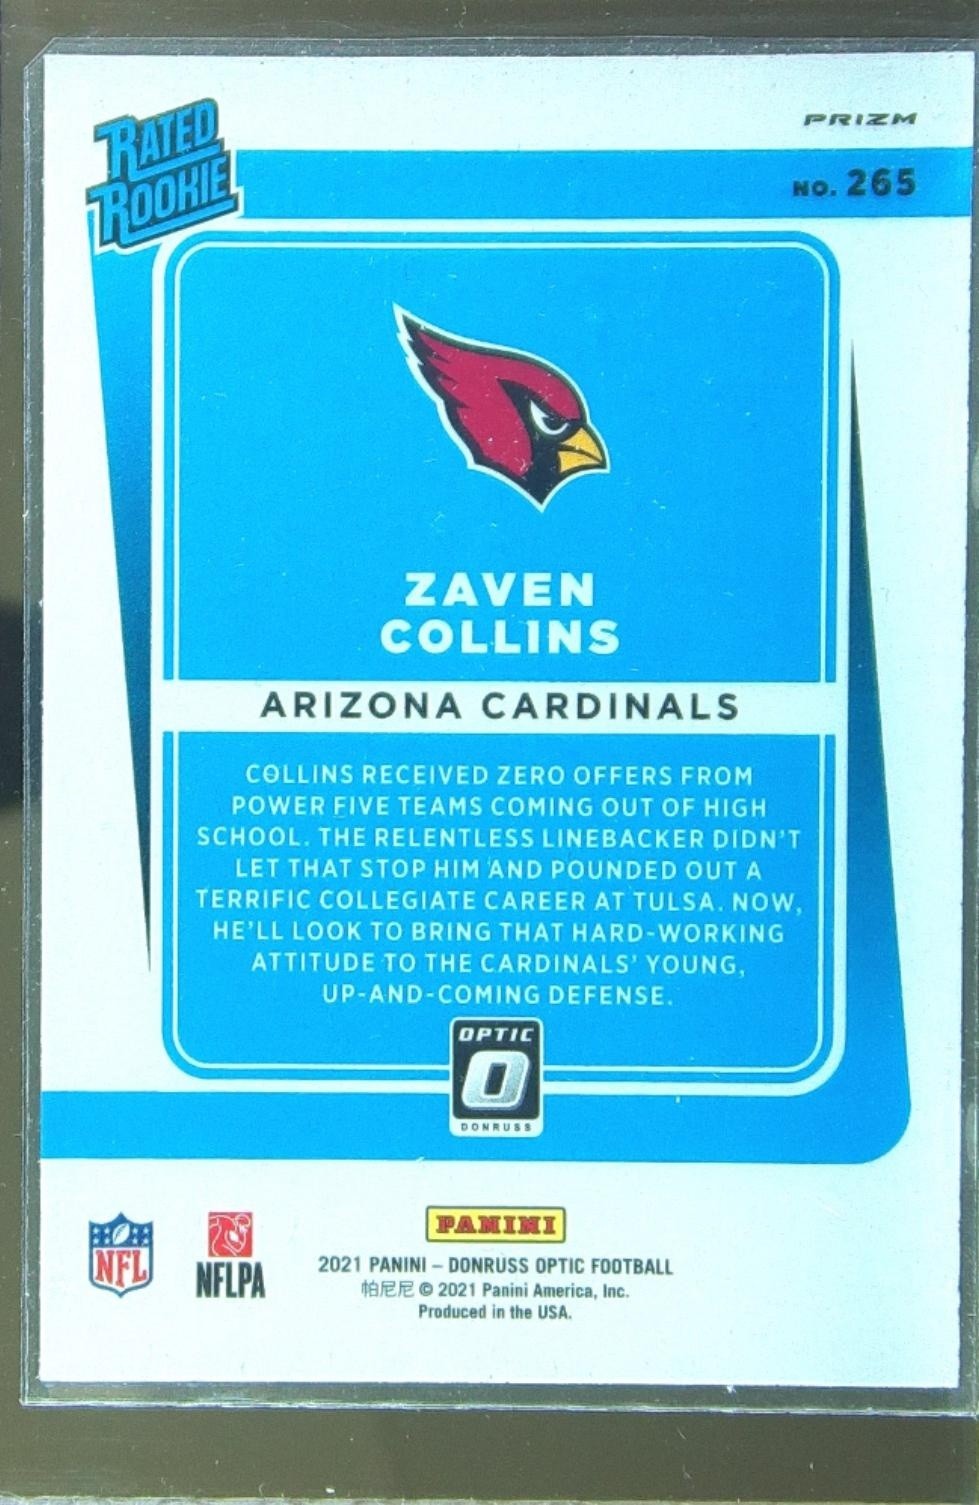 RATED
ROOKIE
PRIZM
NO. 265
ZAVEN
COLLINS
ARIZONA CARDINALS
COLLINS RECEIVED ZERO OFFERS FROM
POWER FIVE TEAMS COMING OUT OF HIGH
SCHOOL. THE RELENTLESS LINEBACKER DIDN'T
LET THAT STOP HIM AND POUNDED OUT A
TERRIFIC COLLEGIATE CAREER AT TULSA. NOW,
HE'LL LOOK TO BRING THAT HARD-WORKING
ATTITUDE TO THE CARDINALS' YOUNG,
UP-AND-COMING DEFENSE.
OPTIC
O
DONRUSS
NFL
NFLPA
PANINI
2021 PANINI – DONRUSS OPTIC FOOTBALL
帕尼尼 © 2021 Panini America, Inc.
Produced in the USA.